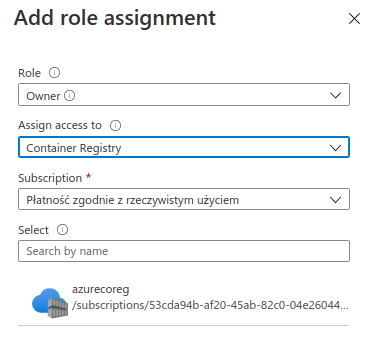 Add role assignment
Role
Owner
Assign access to
Container Registry
Subscription *
Płatność zgodnie z rzeczywistym użyciem
Select
Search by name
azurecoreg
/subscriptions/53cda94b-af20-45ab-82c0-04e26044...